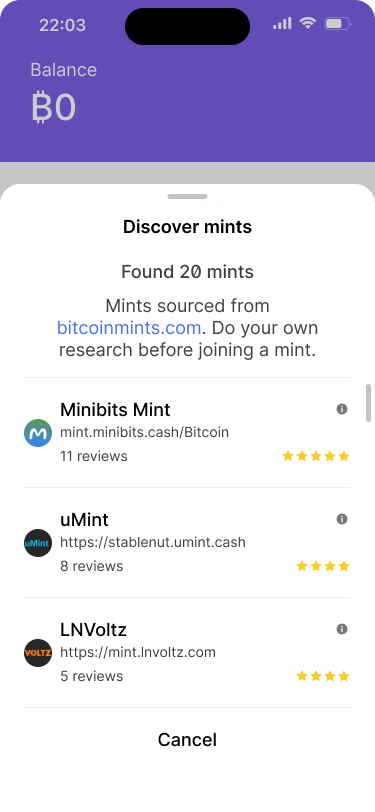 22:03
Balance
₿0
Discover mints
Found 20 mints
Mints sourced from
bitcoinmints.com. Do your own
research before joining a mint.
Minibits Mint
mint.minibits.cash/Bitcoin
11 reviews
uMint
uMint
https://stablenut.umint.cash
8 reviews
LNVoltz
VOLTZ
https://mint.lnvoltz.com
5 reviews
Cancel